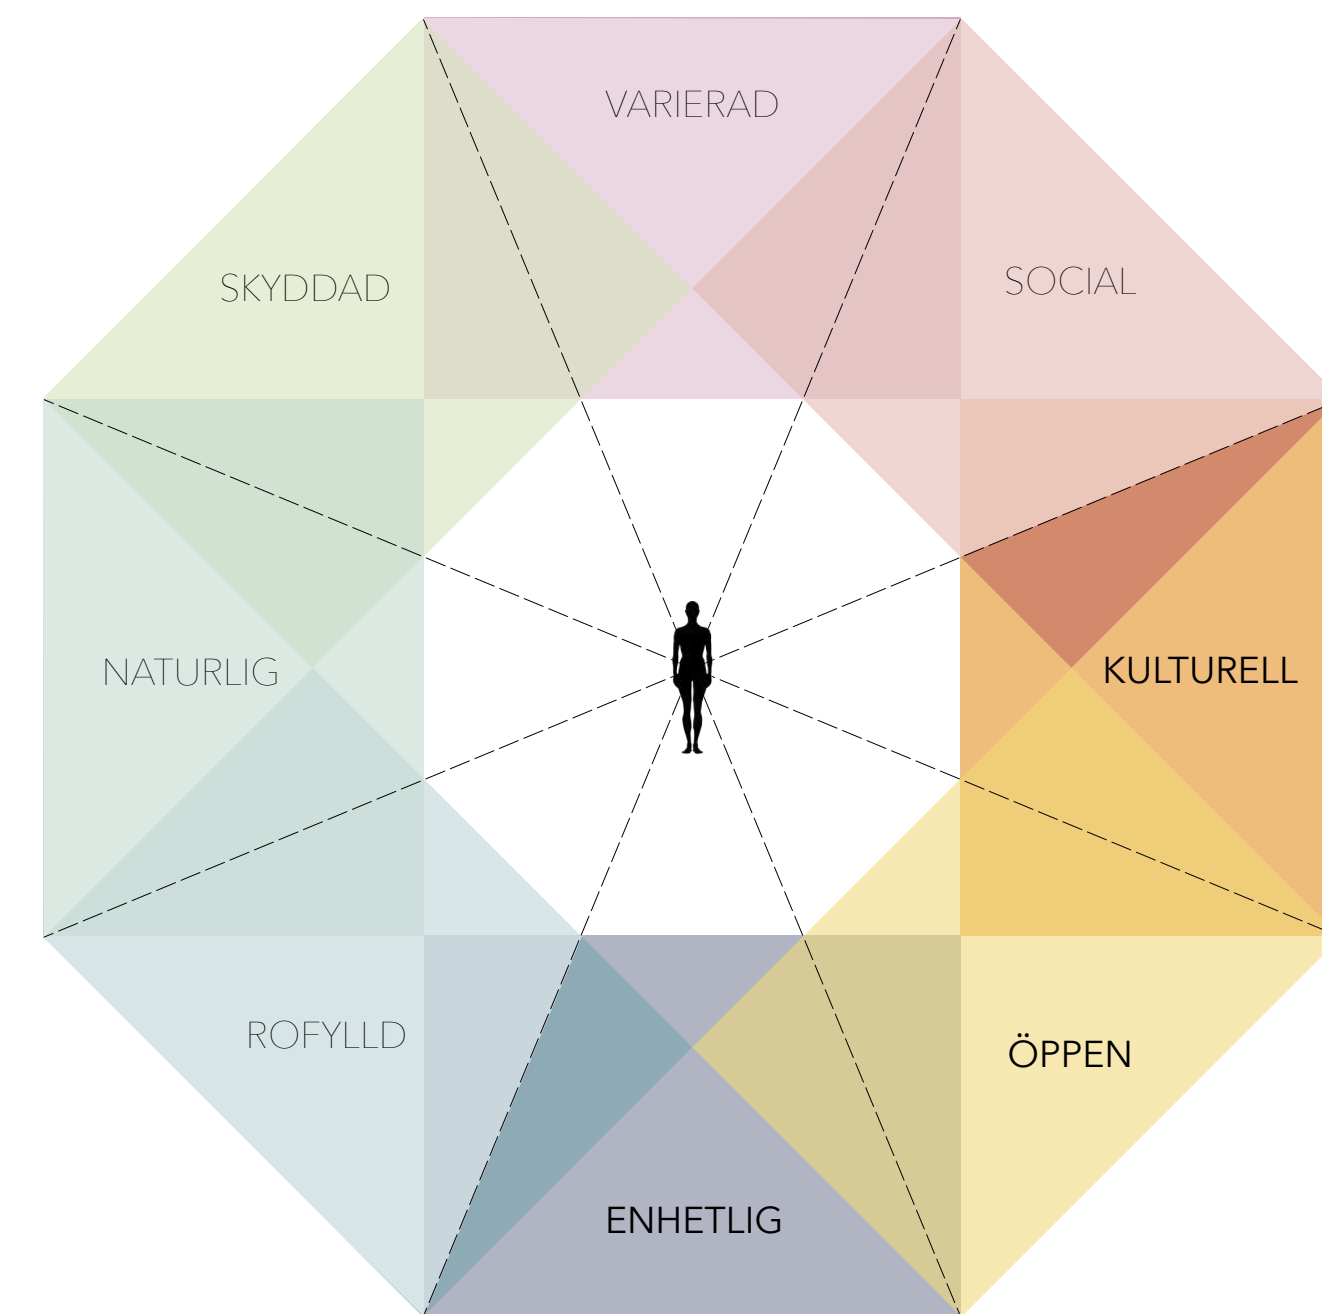 VARIERAD
SKYDDAD
SOCIAL
NATURLIG
KULTURELL
ROFYLLD
ÖPPEN
ENHETLIG